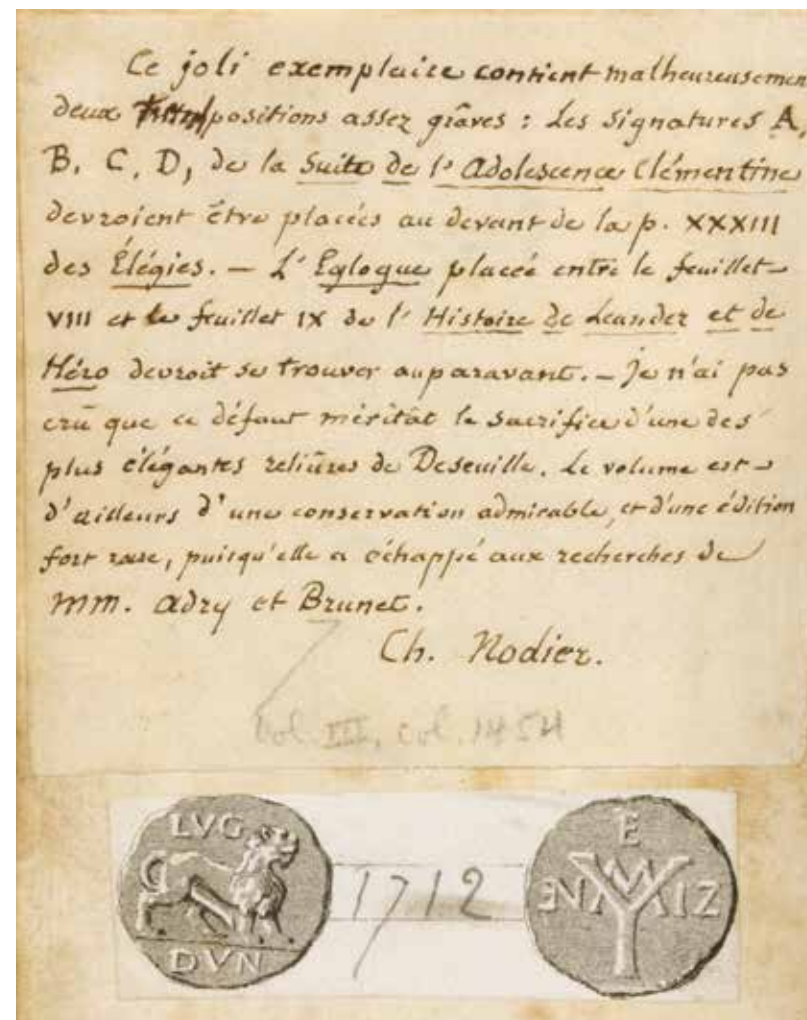 Ce joli exemplaire contient malheureusemen
deux transpositions assez grâves : Les signatures A,
B, C, D, de la Suite de l'Adolescence Clémentine
devroient être placées au devant de la p. XXXIII
des Élégies. — L'Eglogue placée entre le feuillet
VIII et le feuillet IX de l'Histoire de Leander et de
Héro devroit se trouver auparavant. — Je n'ai pas
crû que ce défaut méritât le sacrifice d'une des
plus élégantes reliûres de Deseuille. Le volume est
d'ailleurs d'une conservation admirable, et d'une édition
fort rare, puisqu'elle a échappé aux recherches de
MM. Adry et Brunet.
Ch. Nodier.
Vol. III, col. 1454
LVG
DVN
1712
E